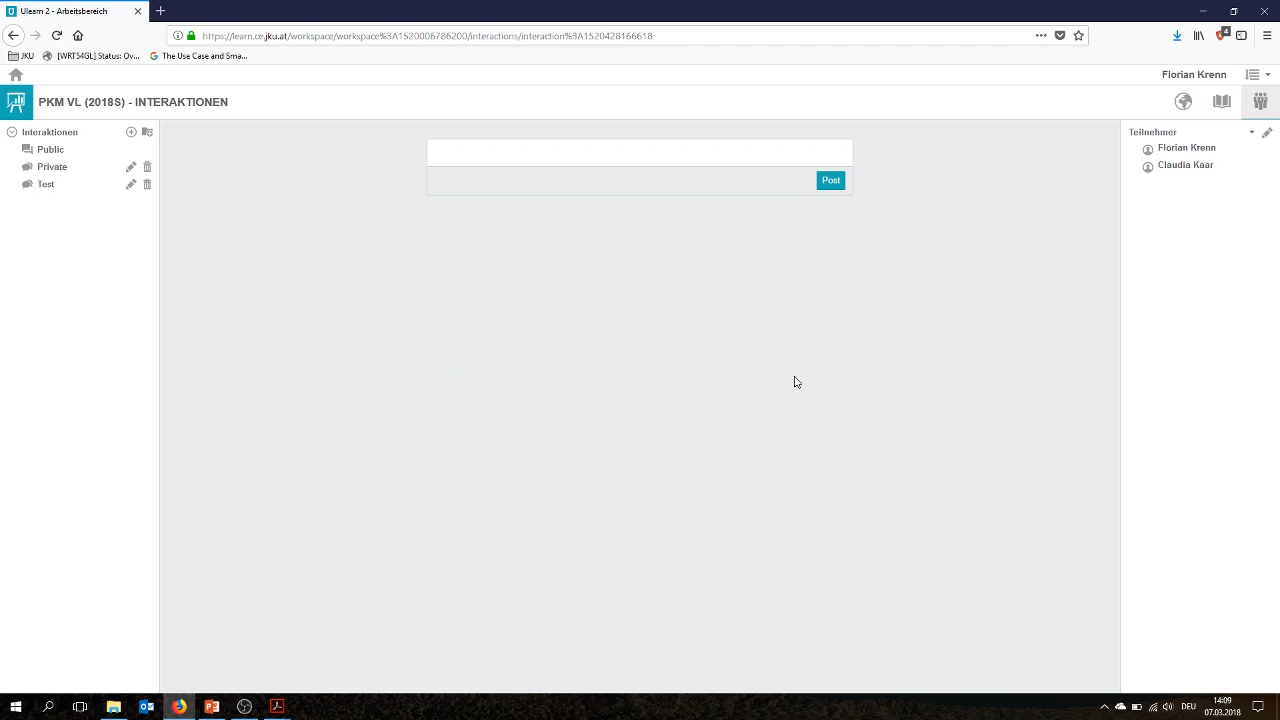 Ulearn 2 - Arbeitsbereich
https://learn.ce.jku.at/workspace/workspace%3A1520006786200/interactions/interaction%3A1520428166618
4
JKU
[WRTS4GL] Status: Ov...
The Use Case and Sma...
Florian Krenn
PKM VL (2018S) - INTERAKTIONEN
Interaktionen
Public
Private
Test
Post
Teilnehmer
Florian Krenn
Claudia Kaar
DEU
14:09
07.03.2018